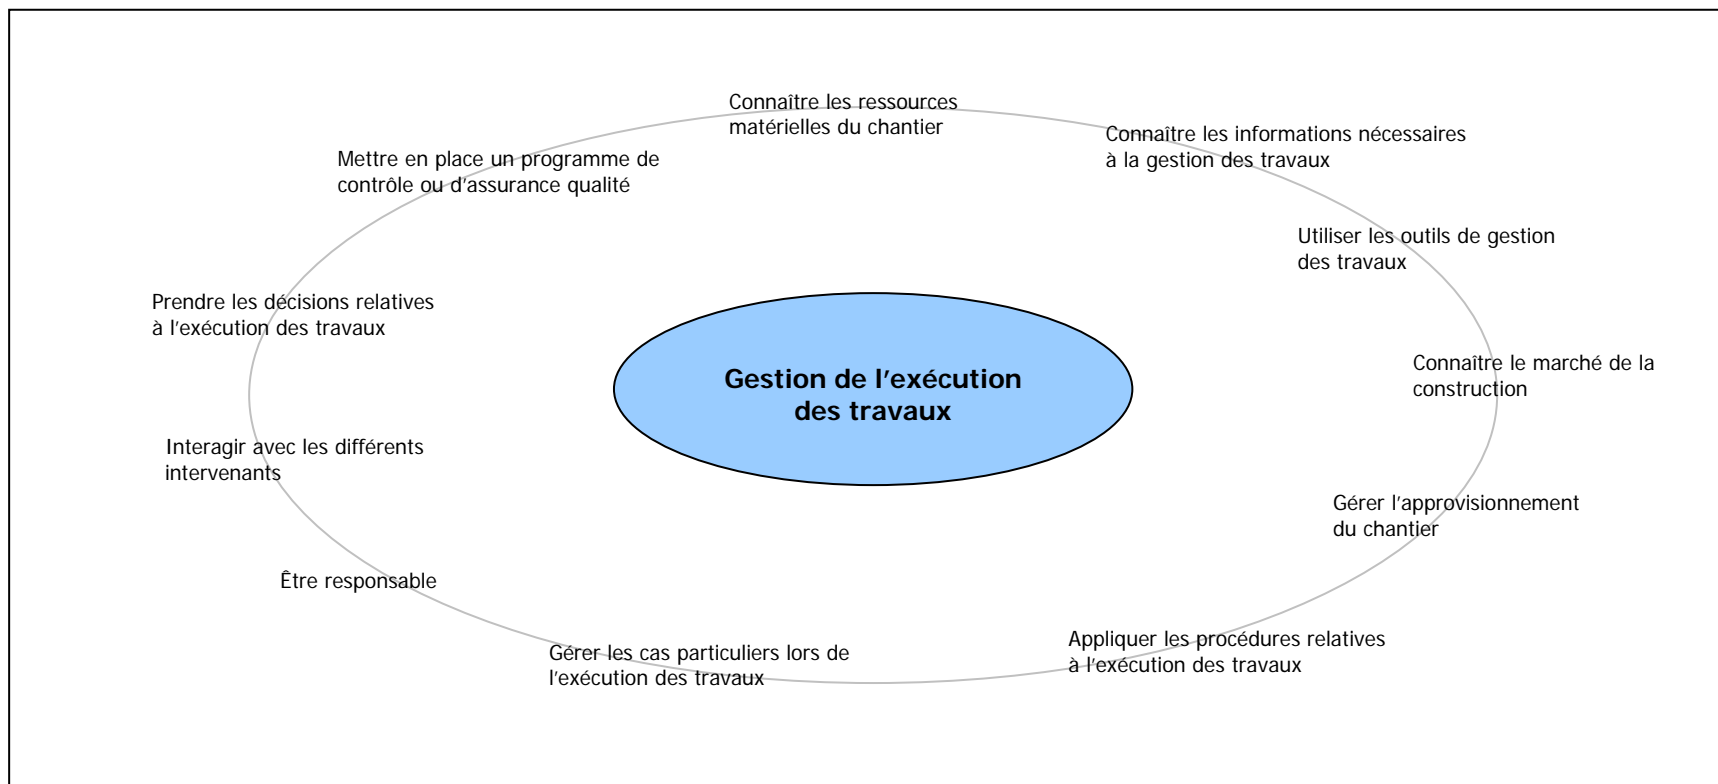 Connaître les ressources
matérielles du chantier
Connaître les informations nécessaires
à la gestion des travaux
Mettre en place un programme de
contrôle ou d'assurance qualité
Utiliser les outils de gestion
des travaux
Prendre les décisions relatives
à l'exécution des travaux
Gestion de l'exécution
des travaux
Connaître le marché de la
construction
Interagir avec les différents
intervenants
Gérer l'approvisionnement
du chantier
Être responsable
Gérer les cas particuliers lors de
l'exécution des travaux
Appliquer les procédures relatives
à l'exécution des travaux